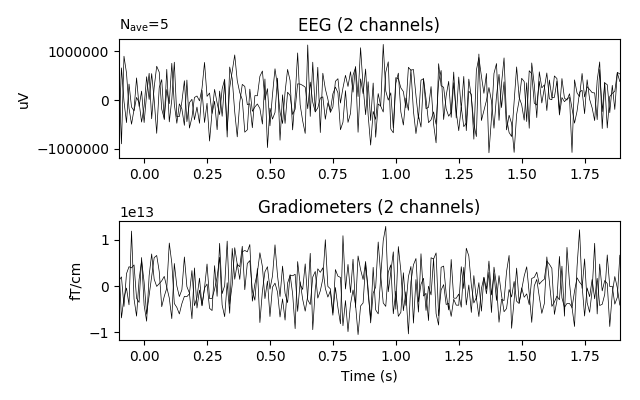 Nave=5
EEG (2 channels)
1000000
0
−1000000
uV
0.00 0.25 0.50 0.75 1.00 1.25 1.50 1.75
1e13
Gradiometers (2 channels)
1
0
−1
fT/cm
0.00 0.25 0.50 0.75 1.00 1.25 1.50 1.75
Time (s)